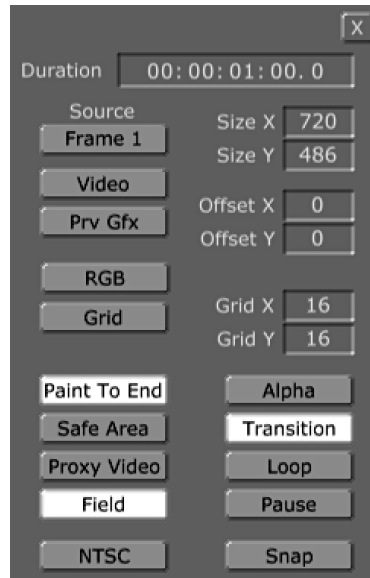 X
Duration 00:00:01:00.0
Source
Frame 1
Size X 720
Size Y 486
Video
Prv Gfx
Offset X 0
Offset Y 0
RGB
Grid
Grid X 16
Grid Y 16
Paint To End Alpha
Safe Area Transition
Proxy Video Loop
Field Pause
NTSC Snap